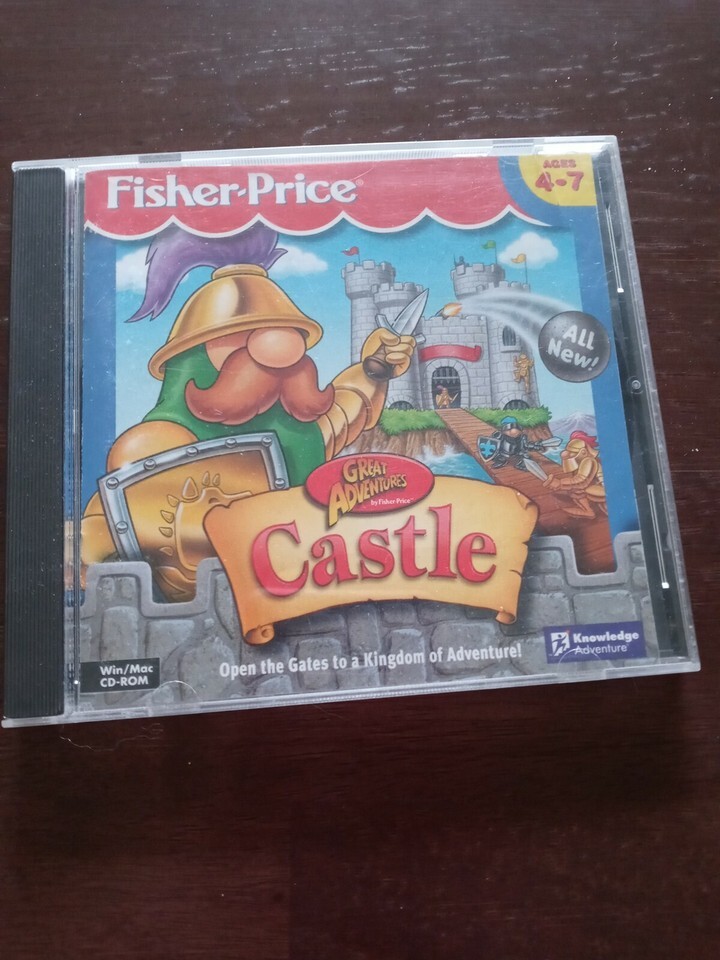 Fisher-Price®
AGES
4-7
ALL
New!
GREAT
ADVENTURES
by Fisher-Price™
Castle
Open the Gates to a Kingdom of Adventure!
Win/Mac
CD-ROM
Knowledge
Adventure®